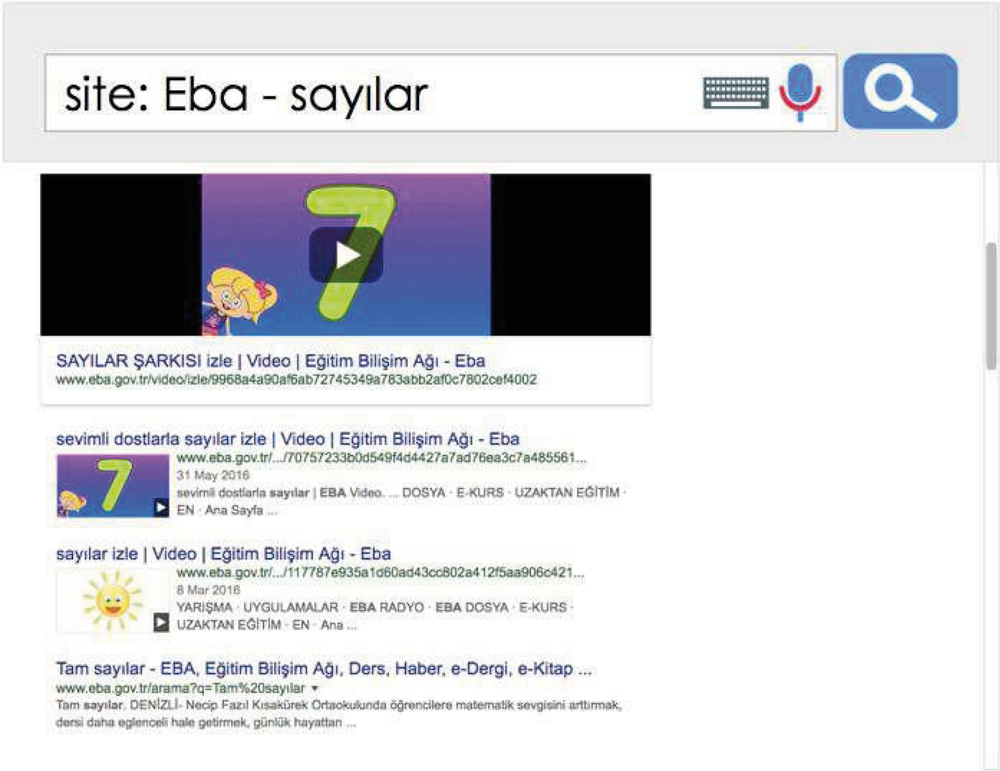 site: Eba - sayılar
7
SAYILAR ŞARKISI izle | Video | Eğitim Bilişim Ağı - Eba
www.eba.gov.tr/video/izle/9968a4a90af6ab72745349a783abb2af0c7802cef4002
sevimli dostlarla sayılar izle | Video | Eğitim Bilişim Ağı - Eba
7
www.eba.gov.tr/.../70757233b0d549f4d4427a7ad76ea3c7a485561...
31 May 2016
sevimli dostlarla sayılar | EBA Video. ... DOSYA · E-KURS · UZAKTAN EĞİTİM ·
EN · Ana Sayfa ...
sayılar izle | Video | Eğitim Bilişim Ağı - Eba
www.eba.gov.tr/.../117787e935a1d60ad43cc802a412f5aa906c421...
8 Mar 2016
YARIŞMA · UYGULAMALAR · EBA RADYO · EBA DOSYA · E-KURS ·
UZAKTAN EĞİTİM · EN · Ana ...
Tam sayılar - EBA, Eğitim Bilişim Ağı, Ders, Haber, e-Dergi, e-Kitap ...
www.eba.gov.tr/arama?q=Tam%20sayılar
Tam sayılar. DENİZLİ- Necip Fazıl Kısakürek Ortaokulunda öğrencilere matematik sevgisini arttırmak,
dersi daha eglenceli hale getirmek, günlük hayattan ...